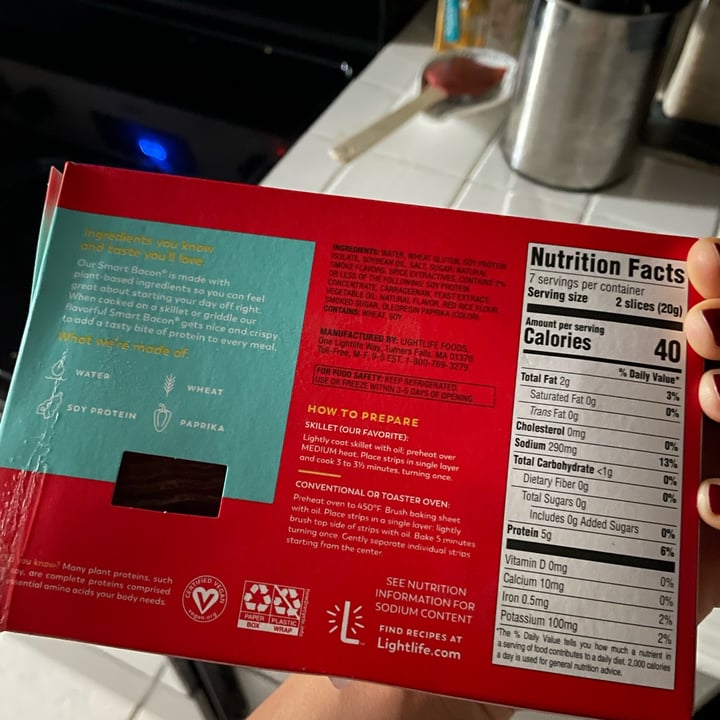 Ingredients you know
and taste you'll love.
Our Smart Bacon® is made with
plant-based ingredients so you can feel
great about starting your day off right.
When cooked on a skillet or griddle our
flavorful Smart Bacon® gets nice and crispy
to add a tasty bite of protein to every meal.
What we're made of.
WATER
WHEAT
SOY PROTEIN
PAPRIKA
you know? Many plant proteins, such
soy, are complete proteins comprised
essential amino acids your body needs.
CERTIFIED VEGAN
vegan.org
INGREDIENTS: WATER, WHEAT GLUTEN, SOY PROTEIN
ISOLATE, SOYBEAN OIL, SALT, SUGAR, NATURAL
SMOKE FLAVORS, SPICE EXTRACTIVES, CONTAINS 2%
OR LESS OF THE FOLLOWING: SOY PROTEIN
CONCENTRATE, CARRAGEENAN, YEAST EXTRACT,
VEGETABLE OIL, NATURAL FLAVOR, RED RICE FLOUR,
SMOKED SUGAR, OLEORESIN PAPRIKA (COLOR).
CONTAINS: WHEAT, SOY.
MANUFACTURED BY: LIGHTLIFE FOODS,
One Lightlife Way, Turners Falls, MA 01376
Toll-Free, M-F, 9-5 EST. 1-800-769-3279
FOR FOOD SAFETY: KEEP REFRIGERATED.
USE OR FREEZE WITHIN 3-5 DAYS OF OPENING.
HOW TO PREPARE
SKILLET (OUR FAVORITE):
Lightly coat skillet with oil; preheat over
MEDIUM heat. Place strips in single layer
and cook 3 to 3½ minutes, turning once.
CONVENTIONAL OR TOASTER OVEN:
Preheat oven to 450°F. Brush baking sheet
with oil. Place strips in a single layer; lightly
brush top side of strips with oil. Bake 5 minutes
turning once. Gently separate individual strips
starting from the center.
PAPER
BOX
PLASTIC
WRAP
SEE NUTRITION
INFORMATION FOR
SODIUM CONTENT
FIND RECIPES AT
Lightlife.com
Nutrition Facts
7 servings per container
Serving size 2 slices (20g)
Amount per serving
Calories 40
% Daily Value*
Total Fat 2g 3%
Saturated Fat 0g 0%
Trans Fat 0g
Cholesterol 0mg 0%
Sodium 290mg 13%
Total Carbohydrate <1g 0%
Dietary Fiber 0g 0%
Total Sugars 0g
Includes 0g Added Sugars 0%
Protein 5g 6%
Vitamin D 0mg 0%
Calcium 10mg 0%
Iron 0.5mg 2%
Potassium 100mg 2%
*The % Daily Value tells you how much a nutrient in
a serving of food contributes to a daily diet. 2,000 calories
a day is used for general nutrition advice.